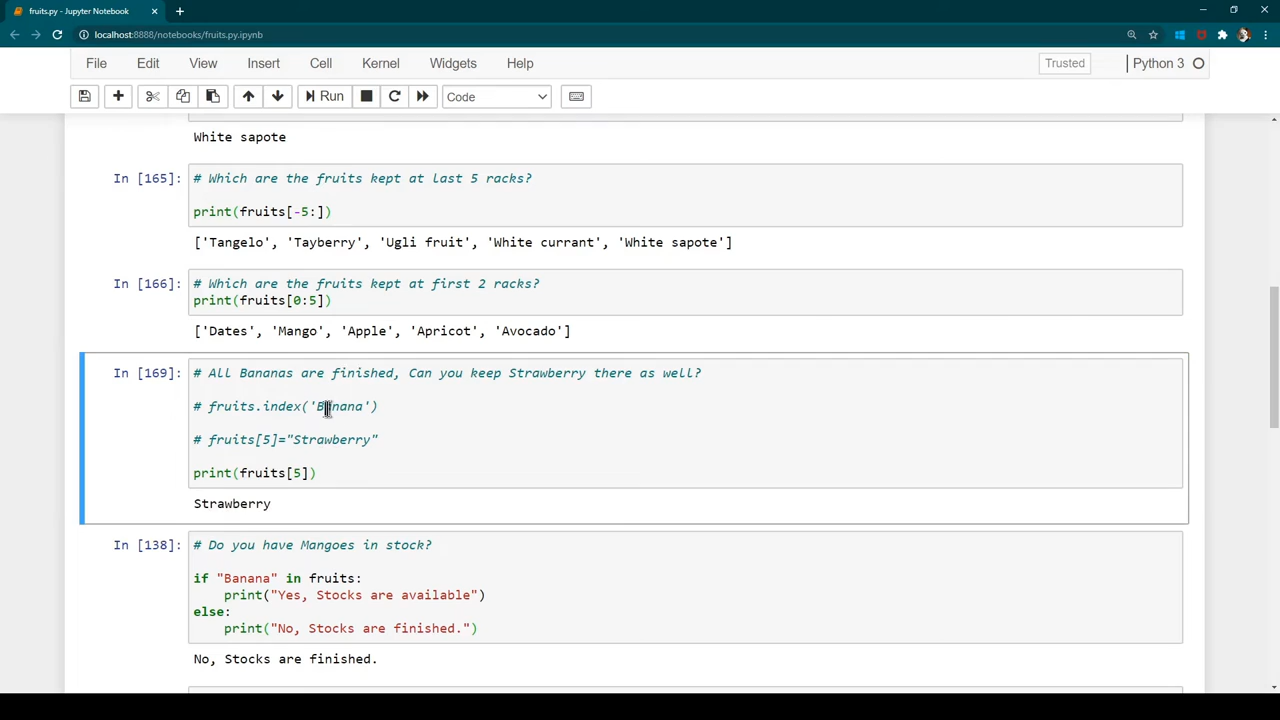 fruits.py - Jupyter Notebook
localhost:8888/notebooks/fruits.py.ipynb
File Edit View Insert Cell Kernel Widgets Help
Trusted
Python 3
Run
Code
White sapote
In [165]:
# Which are the fruits kept at last 5 racks?
print(fruits[-5:])
['Tangelo', 'Tayberry', 'Ugli fruit', 'White currant', 'White sapote']
In [166]:
# Which are the fruits kept at first 2 racks?
print(fruits[0:5])
['Dates', 'Mango', 'Apple', 'Apricot', 'Avocado']
In [169]:
# All Bananas are finished, Can you keep Strawberry there as well?
# fruits.index('Banana')
# fruits[5]="Strawberry"
print(fruits[5])
Strawberry
In [138]:
# Do you have Mangoes in stock?
if "Banana" in fruits:
print("Yes, Stocks are available")
else:
print("No, Stocks are finished.")
No, Stocks are finished.